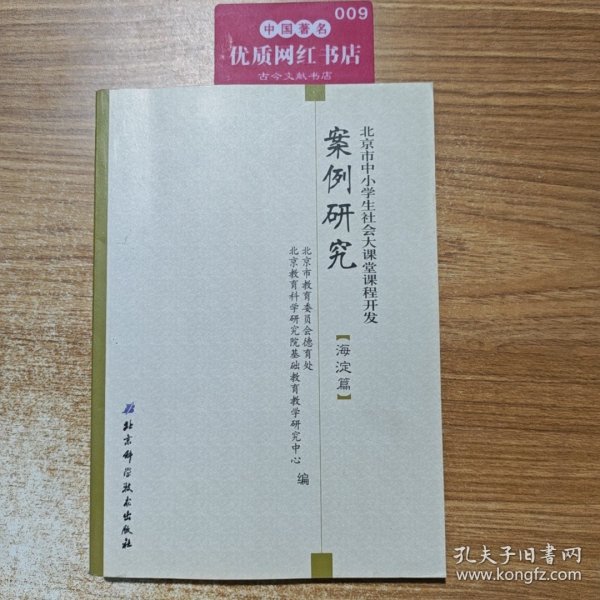 009
中国著名
优质网红书店
古今文献书店
北京市中小学生社会大课堂课程开发
案例研究
【海淀篇】
北京市教育委员会德育处
北京教育科学研究院基础教育教学研究中心
编
北京科学技术出版社
孔夫子旧书网
www.kongfz.com